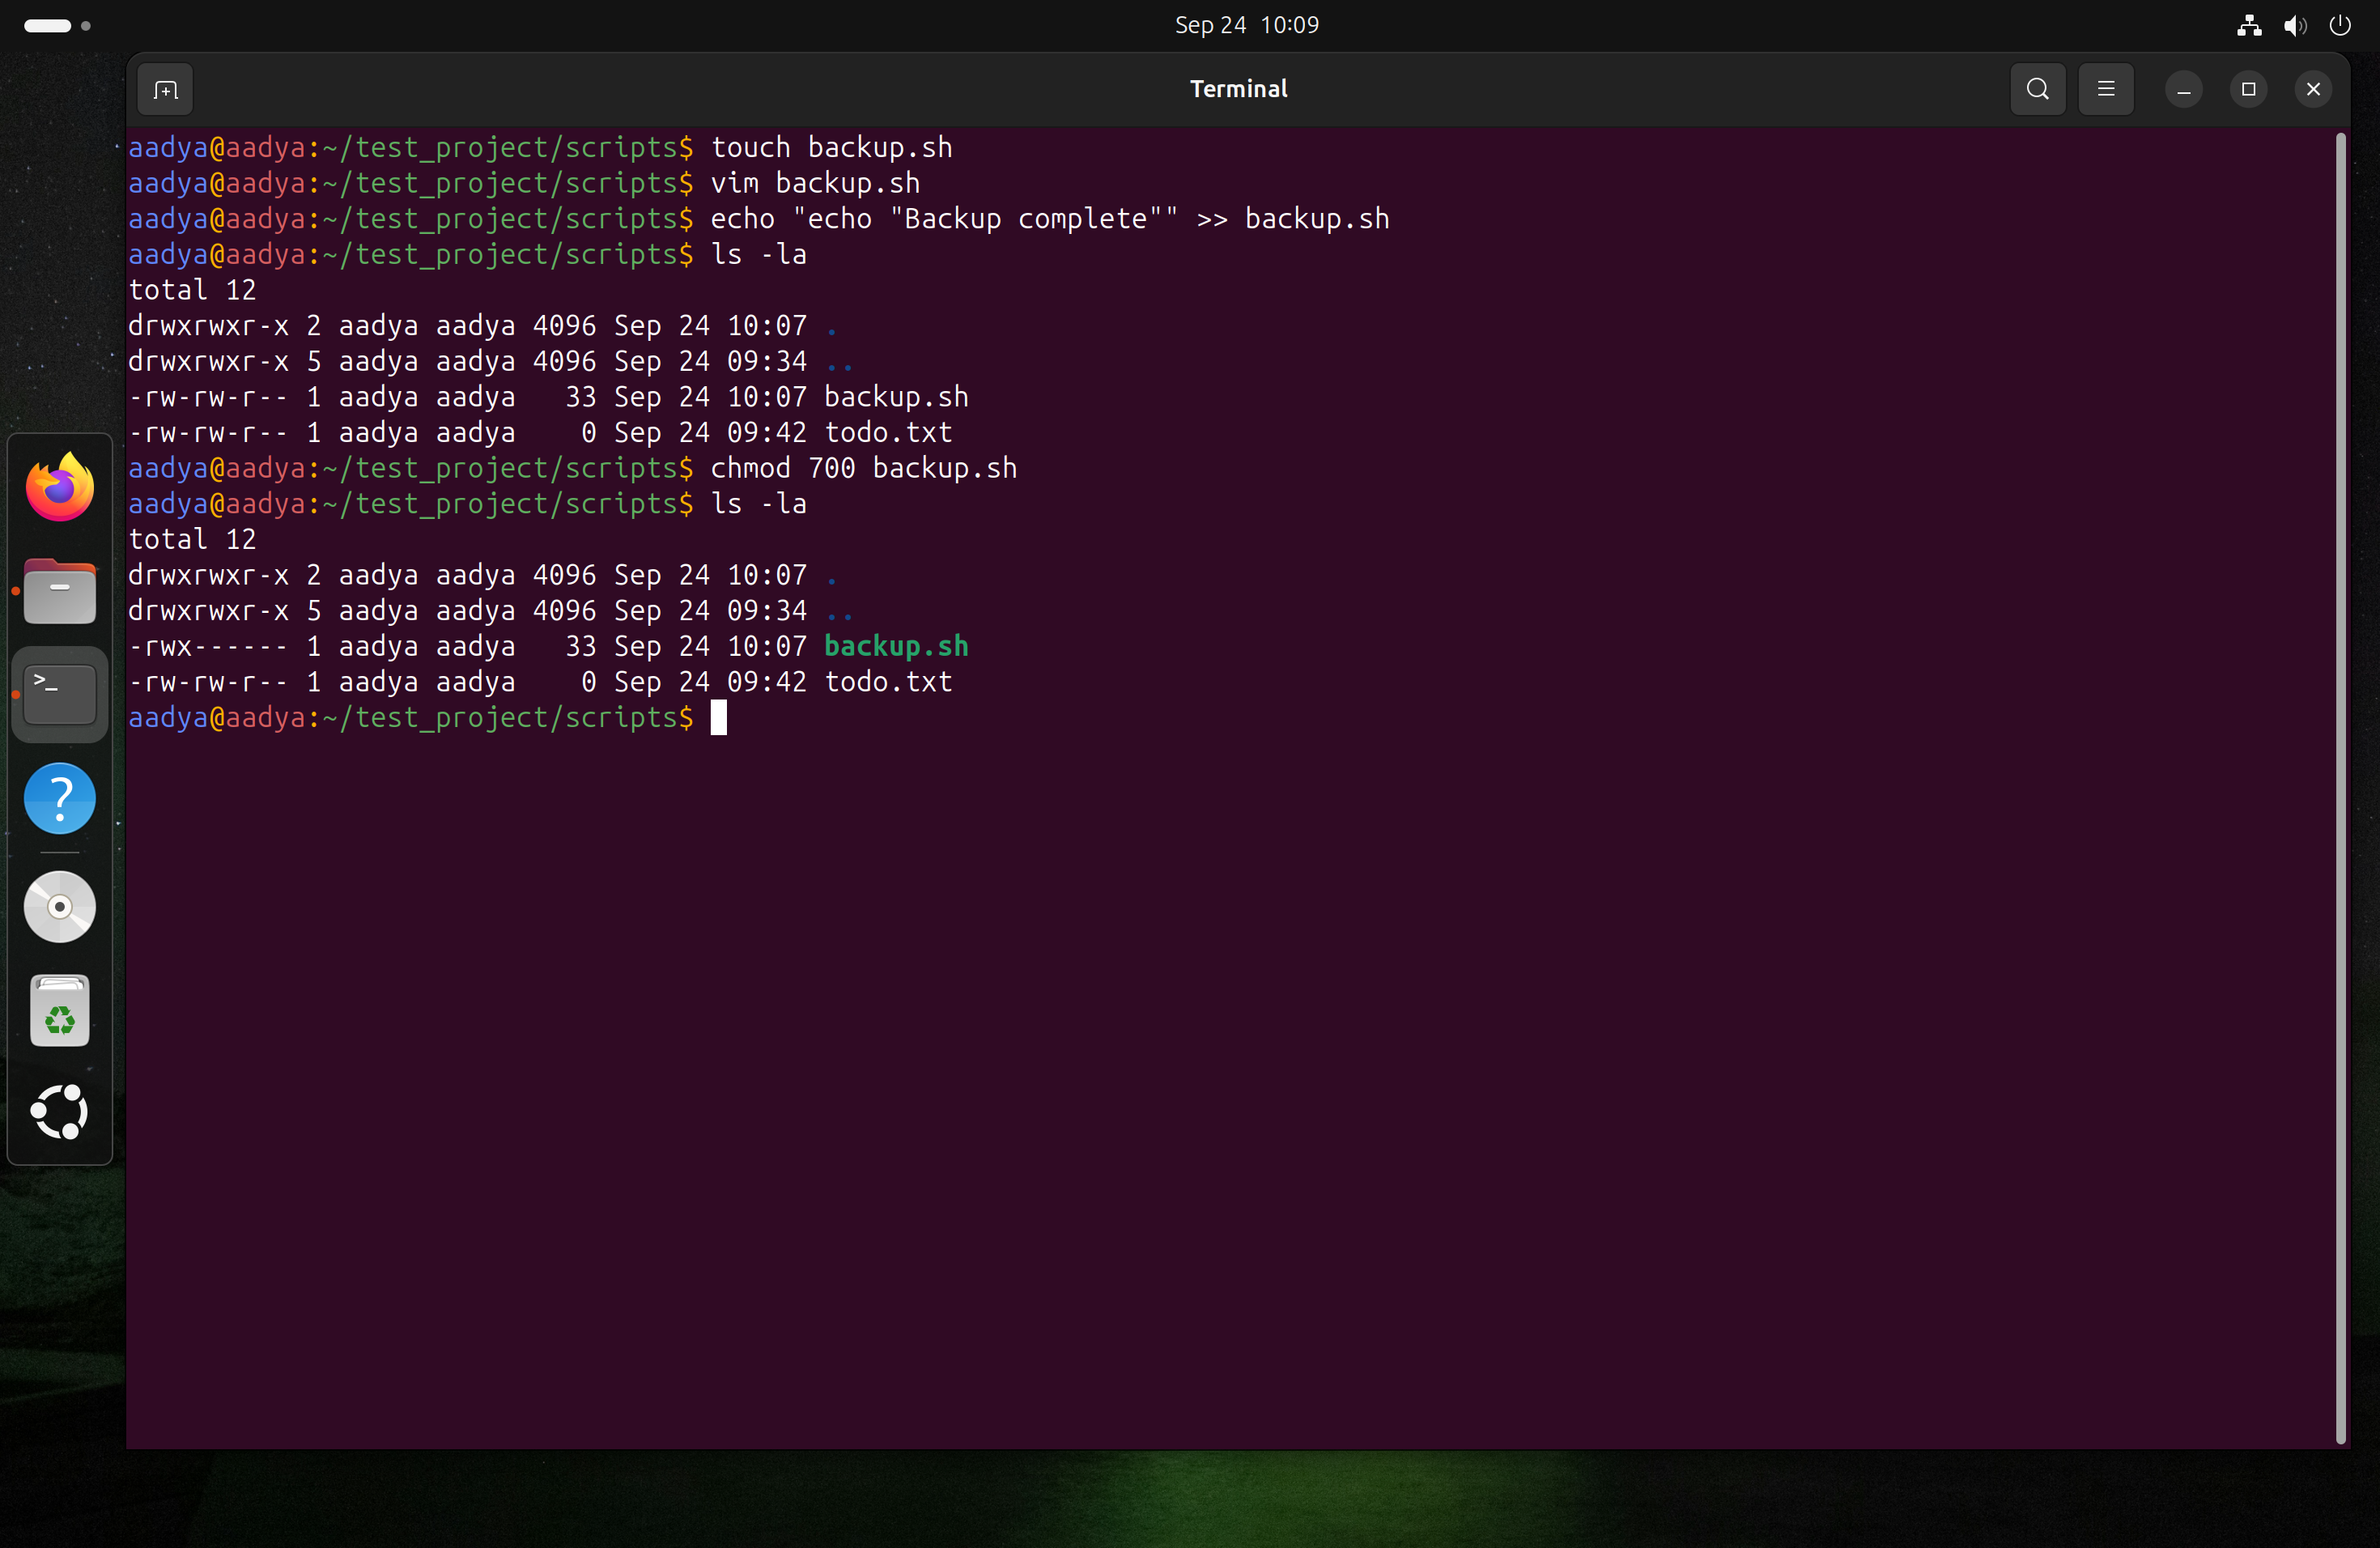 Sep 24 10:09
Terminal
aadya@aadya:~/test_project/scripts$ touch backup.sh
aadya@aadya:~/test_project/scripts$ vim backup.sh
aadya@aadya:~/test_project/scripts$ echo "echo "Backup complete"" >> backup.sh
aadya@aadya:~/test_project/scripts$ ls -la
total 12
drwxrwxr-x 2 aadya aadya 4096 Sep 24 10:07 .
drwxrwxr-x 5 aadya aadya 4096 Sep 24 09:34 ..
-rw-rw-r-- 1 aadya aadya   33 Sep 24 10:07 backup.sh
-rw-rw-r-- 1 aadya aadya    0 Sep 24 09:42 todo.txt
aadya@aadya:~/test_project/scripts$ chmod 700 backup.sh
aadya@aadya:~/test_project/scripts$ ls -la
total 12
drwxrwxr-x 2 aadya aadya 4096 Sep 24 10:07 .
drwxrwxr-x 5 aadya aadya 4096 Sep 24 09:34 ..
-rwx------ 1 aadya aadya   33 Sep 24 10:07 backup.sh
-rw-rw-r-- 1 aadya aadya    0 Sep 24 09:42 todo.txt
aadya@aadya:~/test_project/scripts$